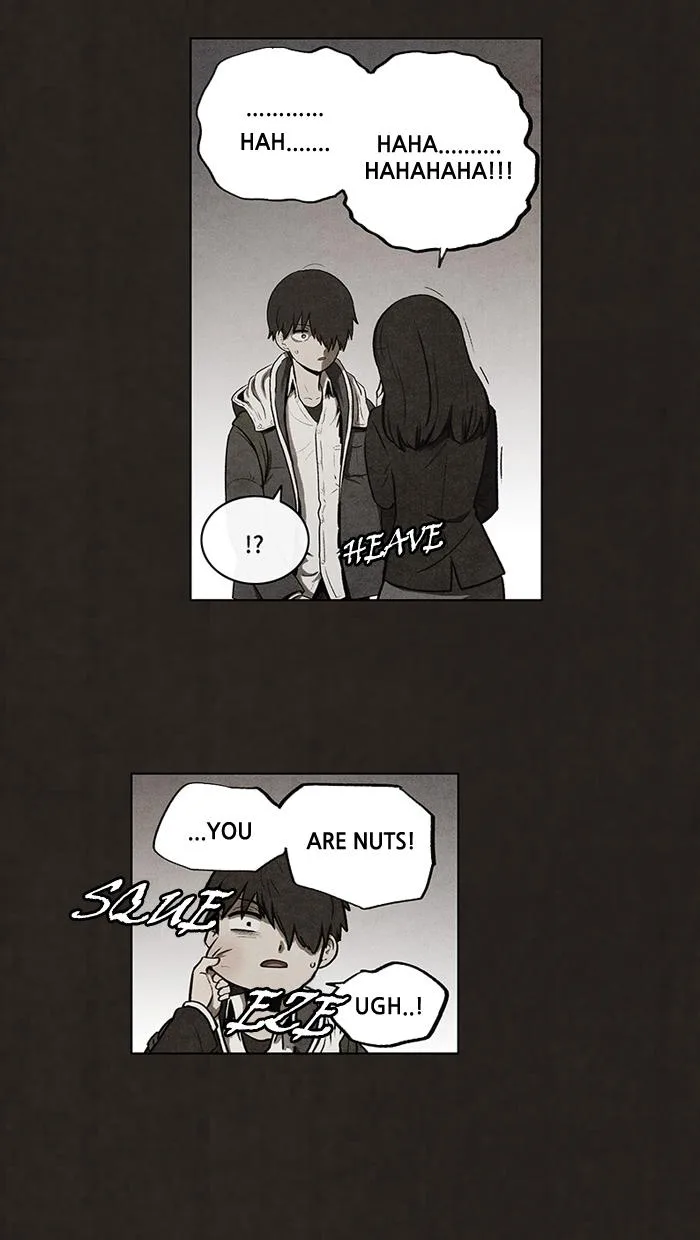 ............
HAH.......
HAHA..........
HAHAHAHA!!!
!?
HEAVE
...YOU
ARE NUTS!
SQUE
EZE
UGH..!